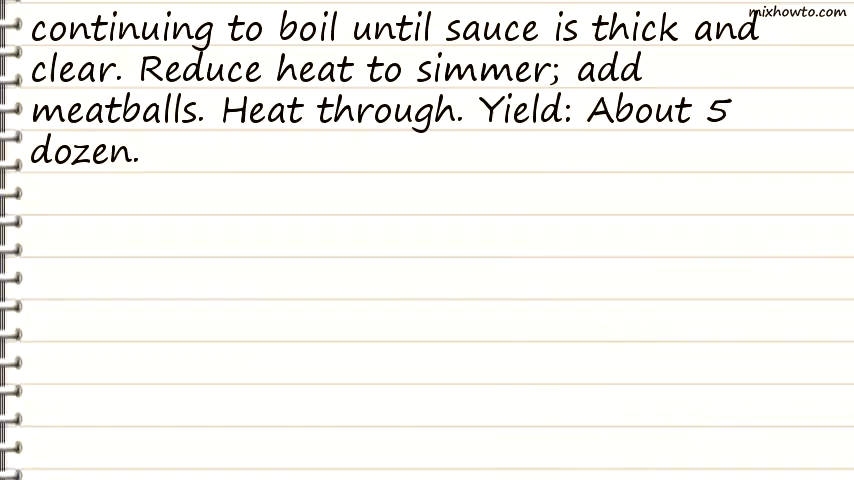 mixhowto.com
continuing to boil until sauce is thick and
clear. Reduce heat to simmer; add
meatballs. Heat through. Yield: About 5
dozen.